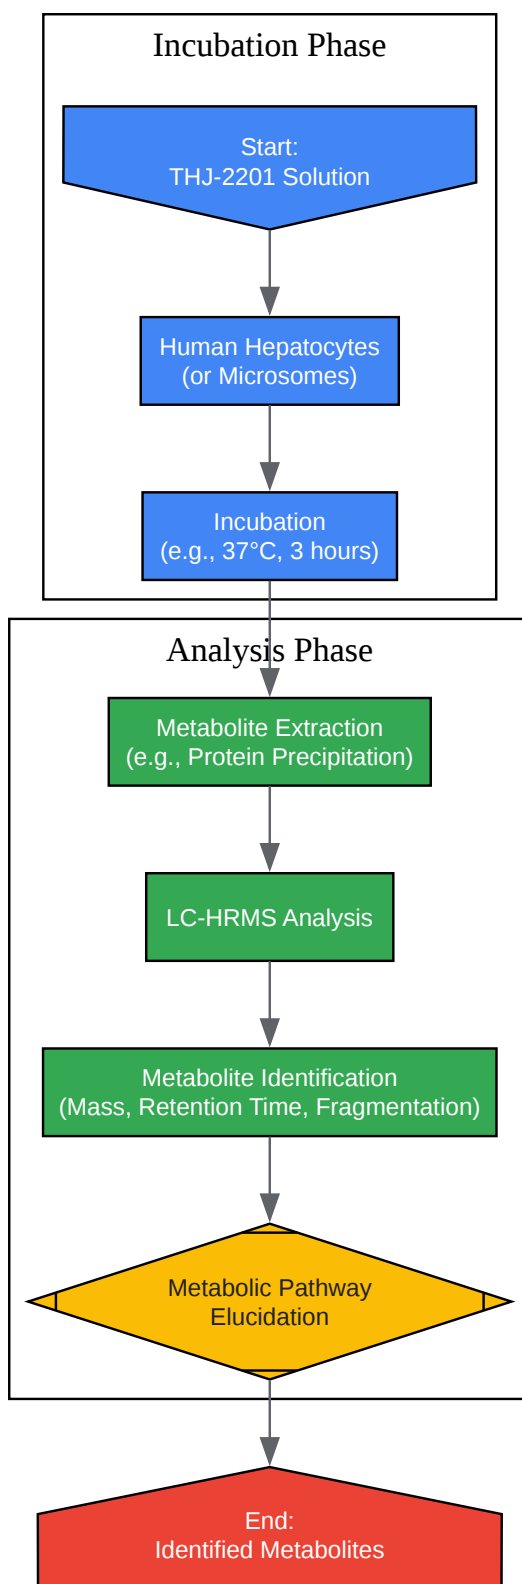 Incubation Phase
Start:
THJ-2201 Solution
Human Hepatocytes
(or Microsomes)
Incubation
(e.g., 37°C, 3 hours)
Analysis Phase
Metabolite Extraction
(e.g., Protein Precipitation)
LC-HRMS Analysis
Metabolite Identification
(Mass, Retention Time, Fragmentation)
Metabolic Pathway
Elucidation
End:
Identified Metabolites